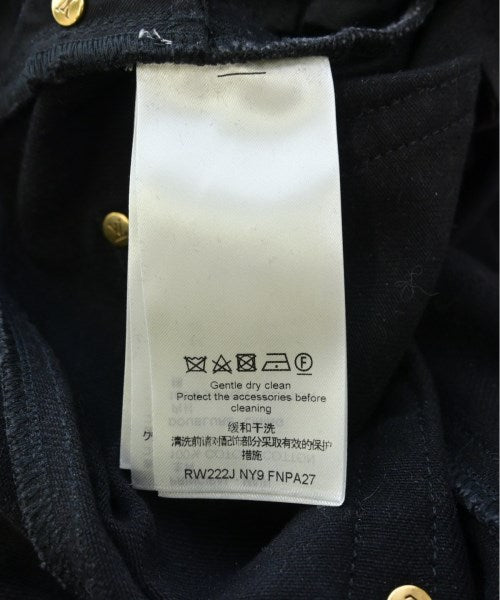 Gentle dry clean
Protect the accessories before
cleaning
缓和干洗
清洗前请对配饰部分采取有效的保护
措施
RW222J NY9 FNPA27